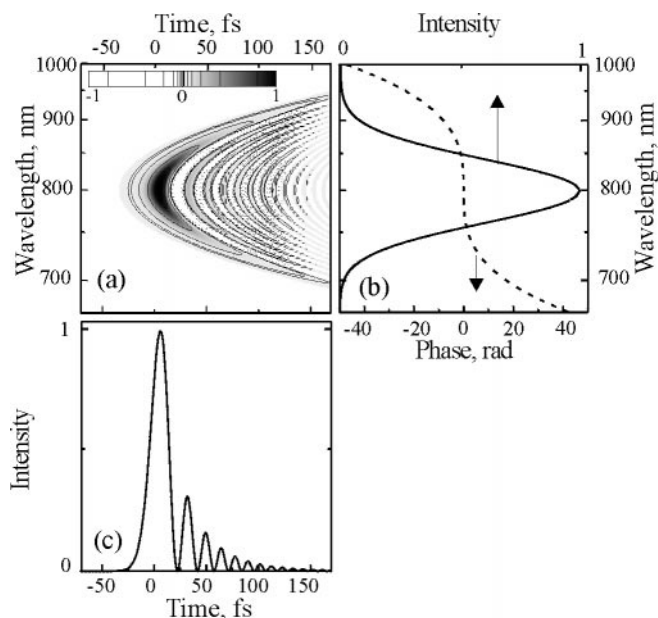 Time, fs
-50 0 50 100 150
Intensity
0 1
1000
900
800
700
Wavelength, nm
-1 0 1
(a)
1000
900
800
700
Wavelength, nm
(b)
-40 -20 0 20 40
Phase, rad
1
0
Intensity
(c)
-50 0 50 100 150
Time, fs